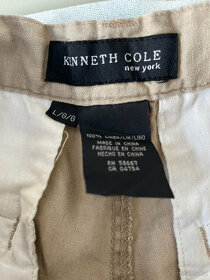 KENNETH COLE
new york
L/G/G
100% LINEN/LIN/LINO
MADE IN CHINA
FABRIQUE EN CHINE
HECHO EN CHINA
RN 58667
CA 04754